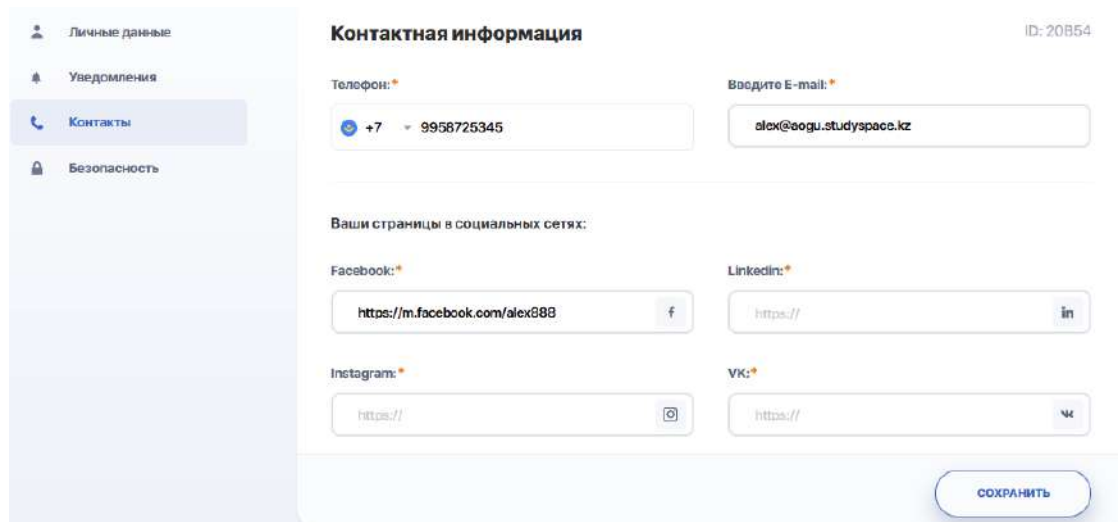 Личные данные
Уведомления
Контакты
Безопасность
Контактная информация
ID: 20854
Телефон:*
+7 9958725345
Введите E-mail:*
alex@aogu.studyspace.kz
Ваши страницы в социальных сетях:
Facebook:*
https://m.facebook.com/alex888
f
Linkedin:*
https://
in
Instagram:*
https://
VK:*
https://
СОХРАНИТЬ